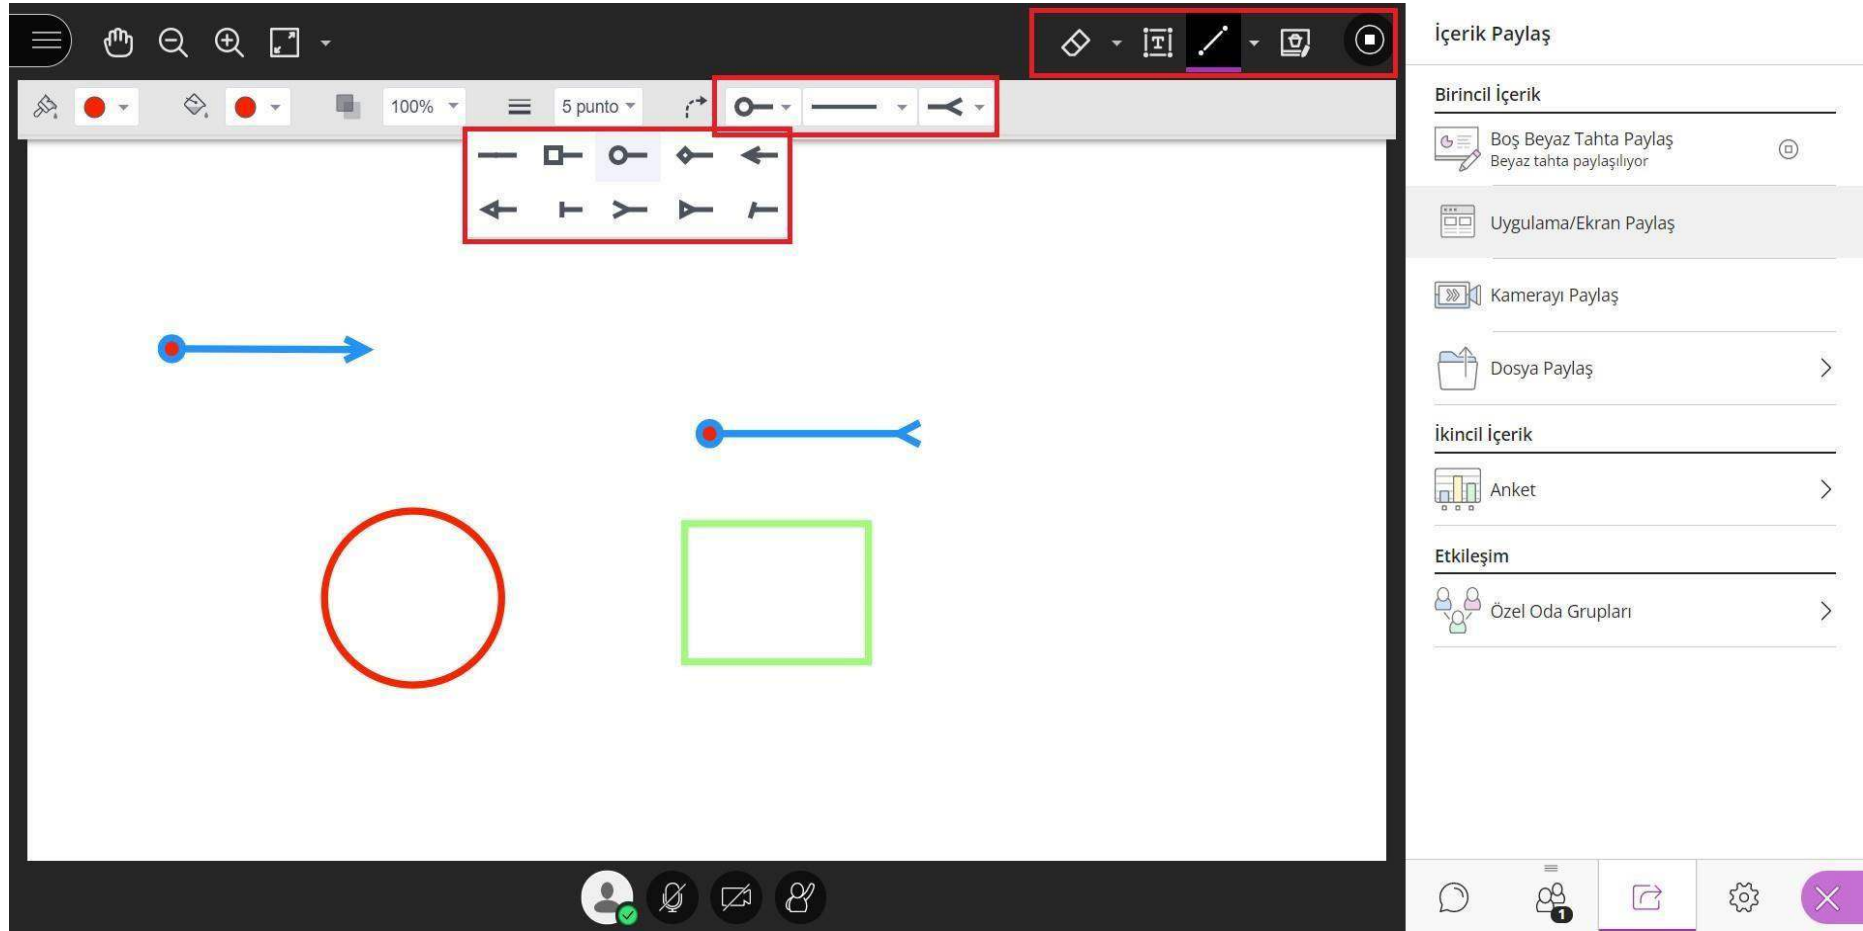 100%
5 punto
İçerik Paylaş
Birincil İçerik
Boş Beyaz Tahta Paylaş
Beyaz tahta paylaşılıyor
Uygulama/Ekran Paylaş
Kamerayı Paylaş
Dosya Paylaş
İkincil İçerik
Anket
Etkileşim
Özel Oda Grupları
1